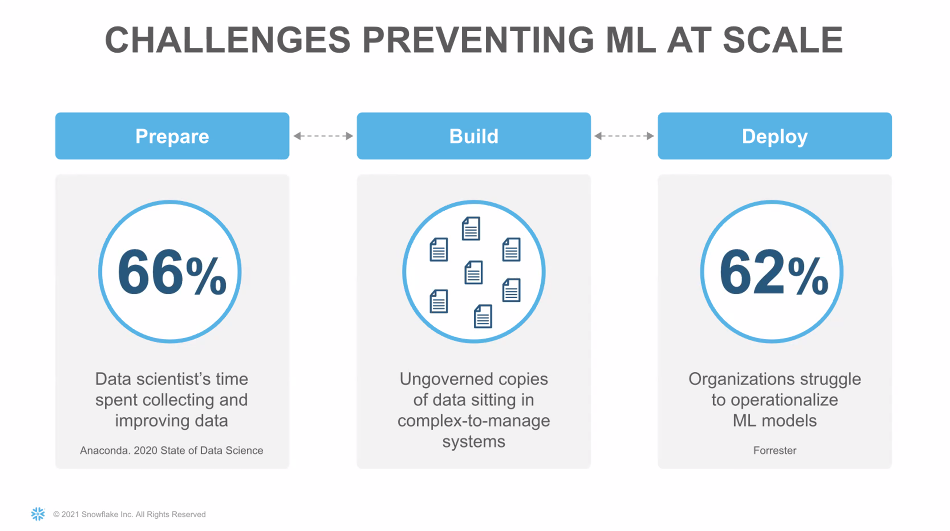 CHALLENGES PREVENTING ML AT SCALE
Prepare
Build
Deploy
66%
Data scientist's time
spent collecting and
improving data
Anaconda. 2020 State of Data Science
Ungoverned copies
of data sitting in
complex-to-manage
systems
62%
Organizations struggle
to operationalize
ML models
Forrester
© 2021 Snowflake Inc. All Rights Reserved